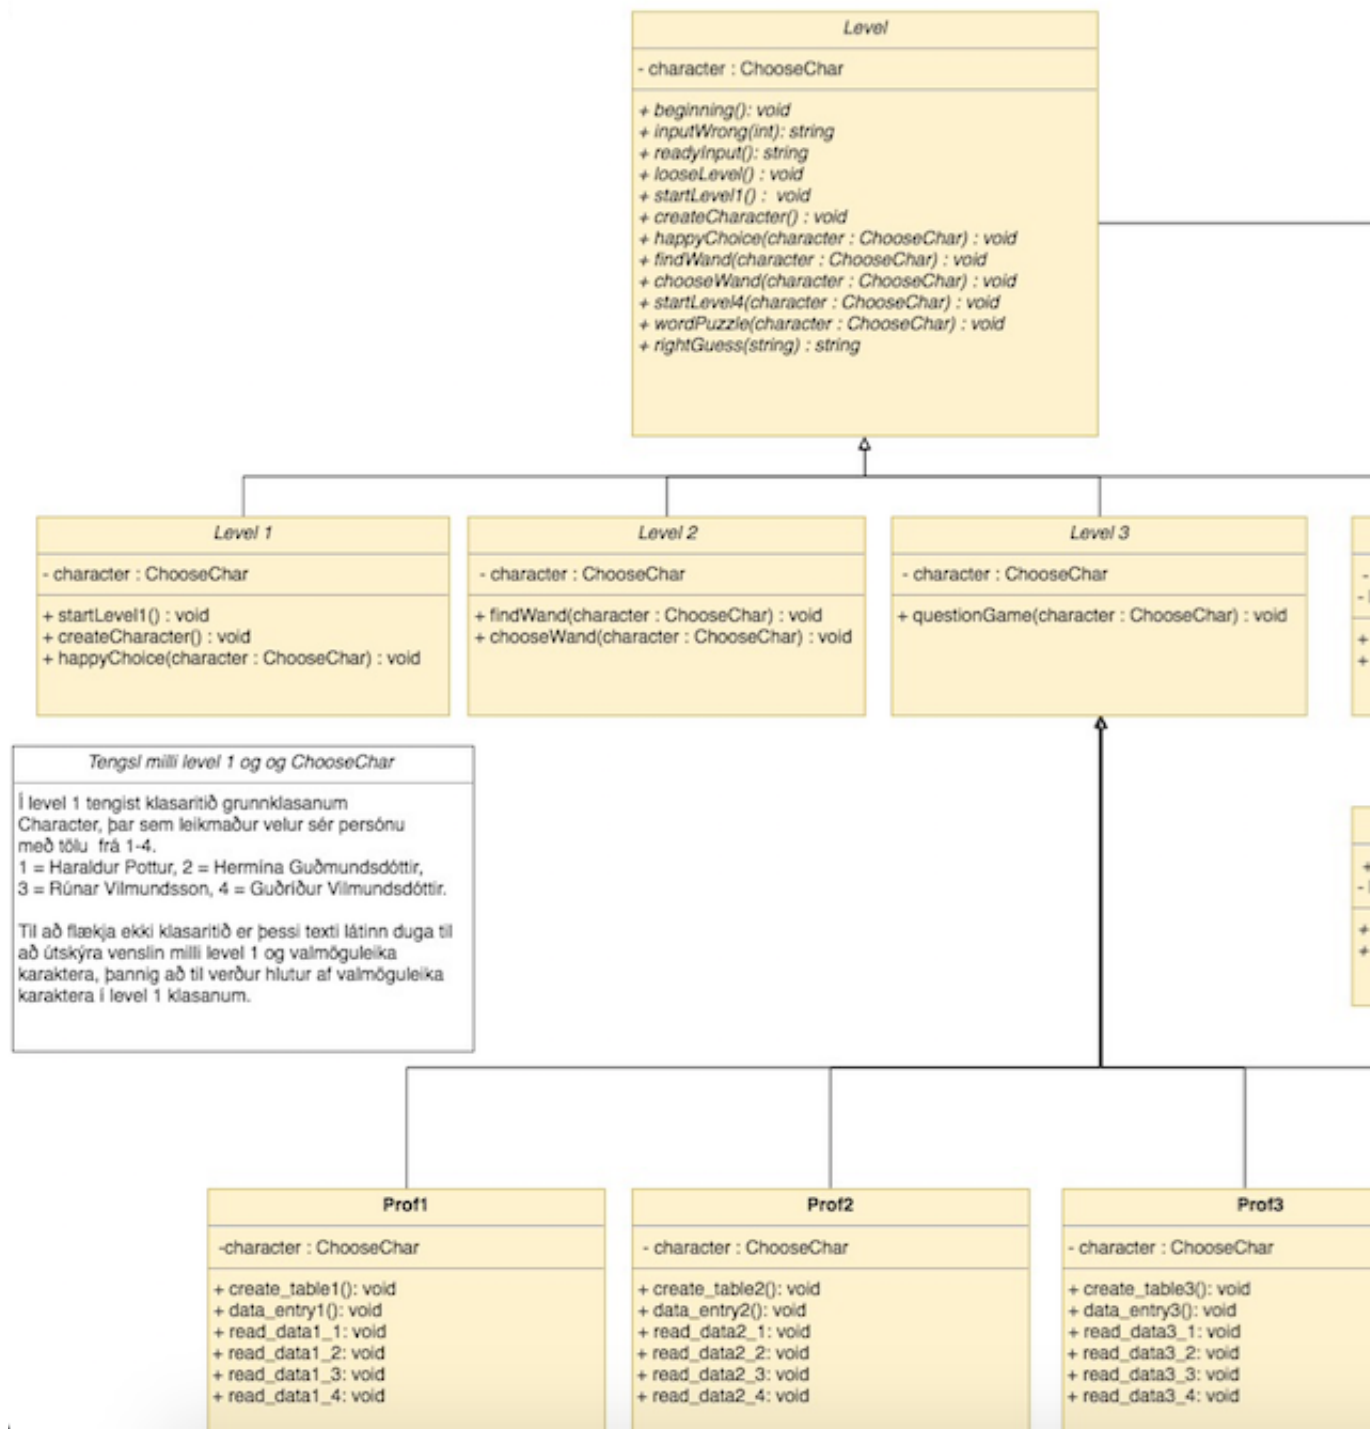 Level
- character : ChooseChar
+ beginning(): void
+ inputWrong(int): string
+ readyInput(): string
+ looseLevel() : void
+ startLevel1() :  void
+ createCharacter() : void
+ happyChoice(character : ChooseChar) : void
+ findWand(character : ChooseChar) : void
+ chooseWand(character : ChooseChar) : void
+ startLevel4(character : ChooseChar) : void
+ wordPuzzle(character : ChooseChar) : void
+ rightGuess(string) : string
Level 1
- character : ChooseChar
+ startLevel1() : void
+ createCharacter() : void
+ happyChoice(character : ChooseChar) : void
Level 2
- character : ChooseChar
+ findWand(character : ChooseChar) : void
+ chooseWand(character : ChooseChar) : void
Level 3
- character : ChooseChar
+ questionGame(character : ChooseChar) : void
-
-
+
+
Tengsl milli level 1 og og ChooseChar
Í level 1 tengist klasaritið grunnklasanum
Character, þar sem leikmaður velur sér persónu
með tölu  frá 1-4.
1 = Haraldur Pottur, 2 = Hermína Guðmundsdóttir,
3 = Rúnar Vilmundsson, 4 = Guðríður Vilmundsdóttir.
Til að flækja ekki klasaritið er þessi texti látinn duga til
að útskýra venslin milli level 1 og valmöguleika
karaktera, þannig að til verður hlutur af valmöguleika
karaktera í level 1 klasanum.
+
-
+
+
Prof1
-character : ChooseChar
+ create_table1(): void
+ data_entry1(): void
+ read_data1_1: void
+ read_data1_2: void
+ read_data1_3: void
+ read_data1_4: void
Prof2
- character : ChooseChar
+ create_table2(): void
+ data_entry2(): void
+ read_data2_1: void
+ read_data2_2: void
+ read_data2_3: void
+ read_data2_4: void
Prof3
- character : ChooseChar
+ create_table3(): void
+ data_entry3(): void
+ read_data3_1: void
+ read_data3_2: void
+ read_data3_3: void
+ read_data3_4: void